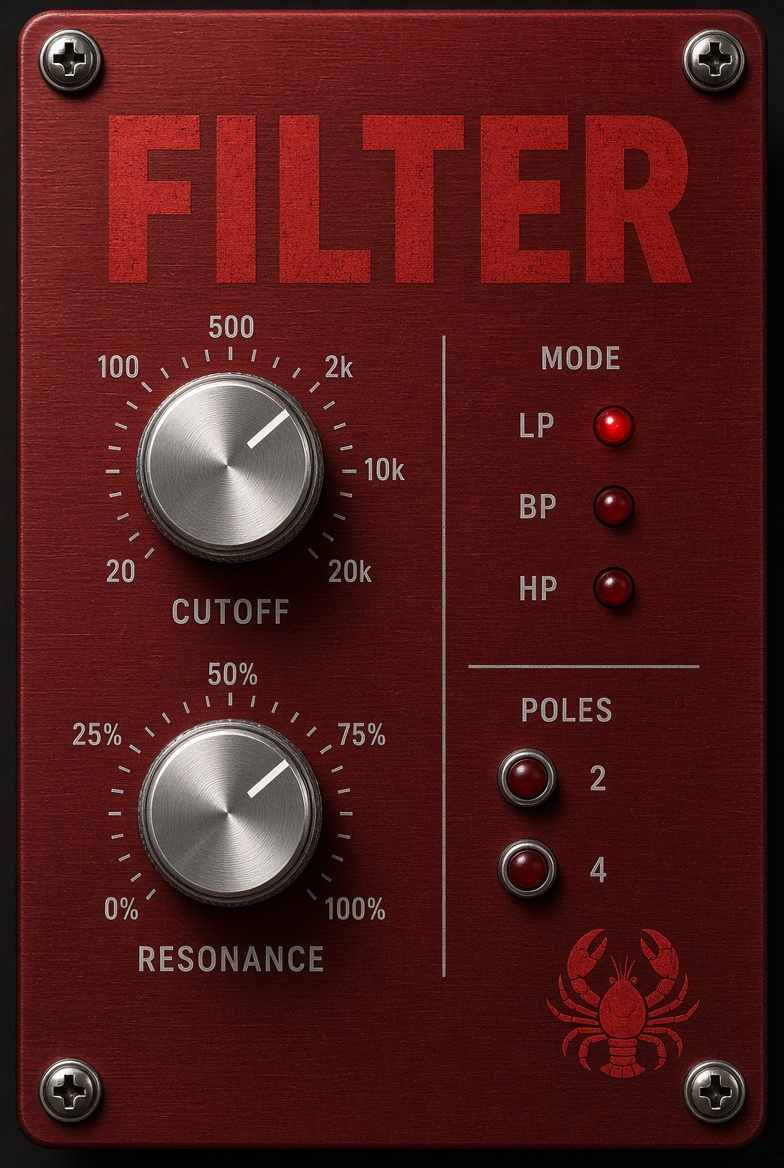 FILTER
500
100
2k
10k
20
20k
CUTOFF
50%
25%
75%
0%
100%
RESONANCE
MODE
LP
BP
HP
POLES
2
4